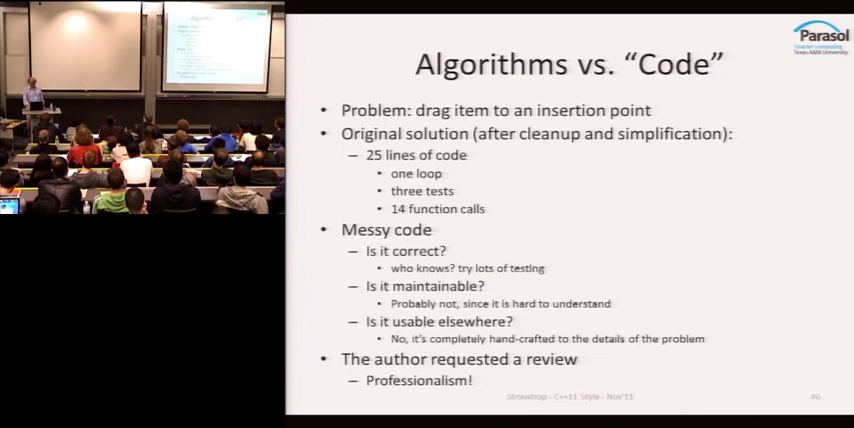 Parasol
Smarter computing.
Texas A&M University
Algorithms vs. “Code”
• Problem: drag item to an insertion point
• Original solution (after cleanup and simplification):
– 25 lines of code
• one loop
• three tests
• 14 function calls
• Messy code
– Is it correct?
• who knows? try lots of testing
– Is it maintainable?
• Probably not, since it is hard to understand
– Is it usable elsewhere?
• No, it’s completely hand-crafted to the details of the problem
• The author requested a review
– Professionalism!
Stroustrup - C++11 Style - Nov'11
46